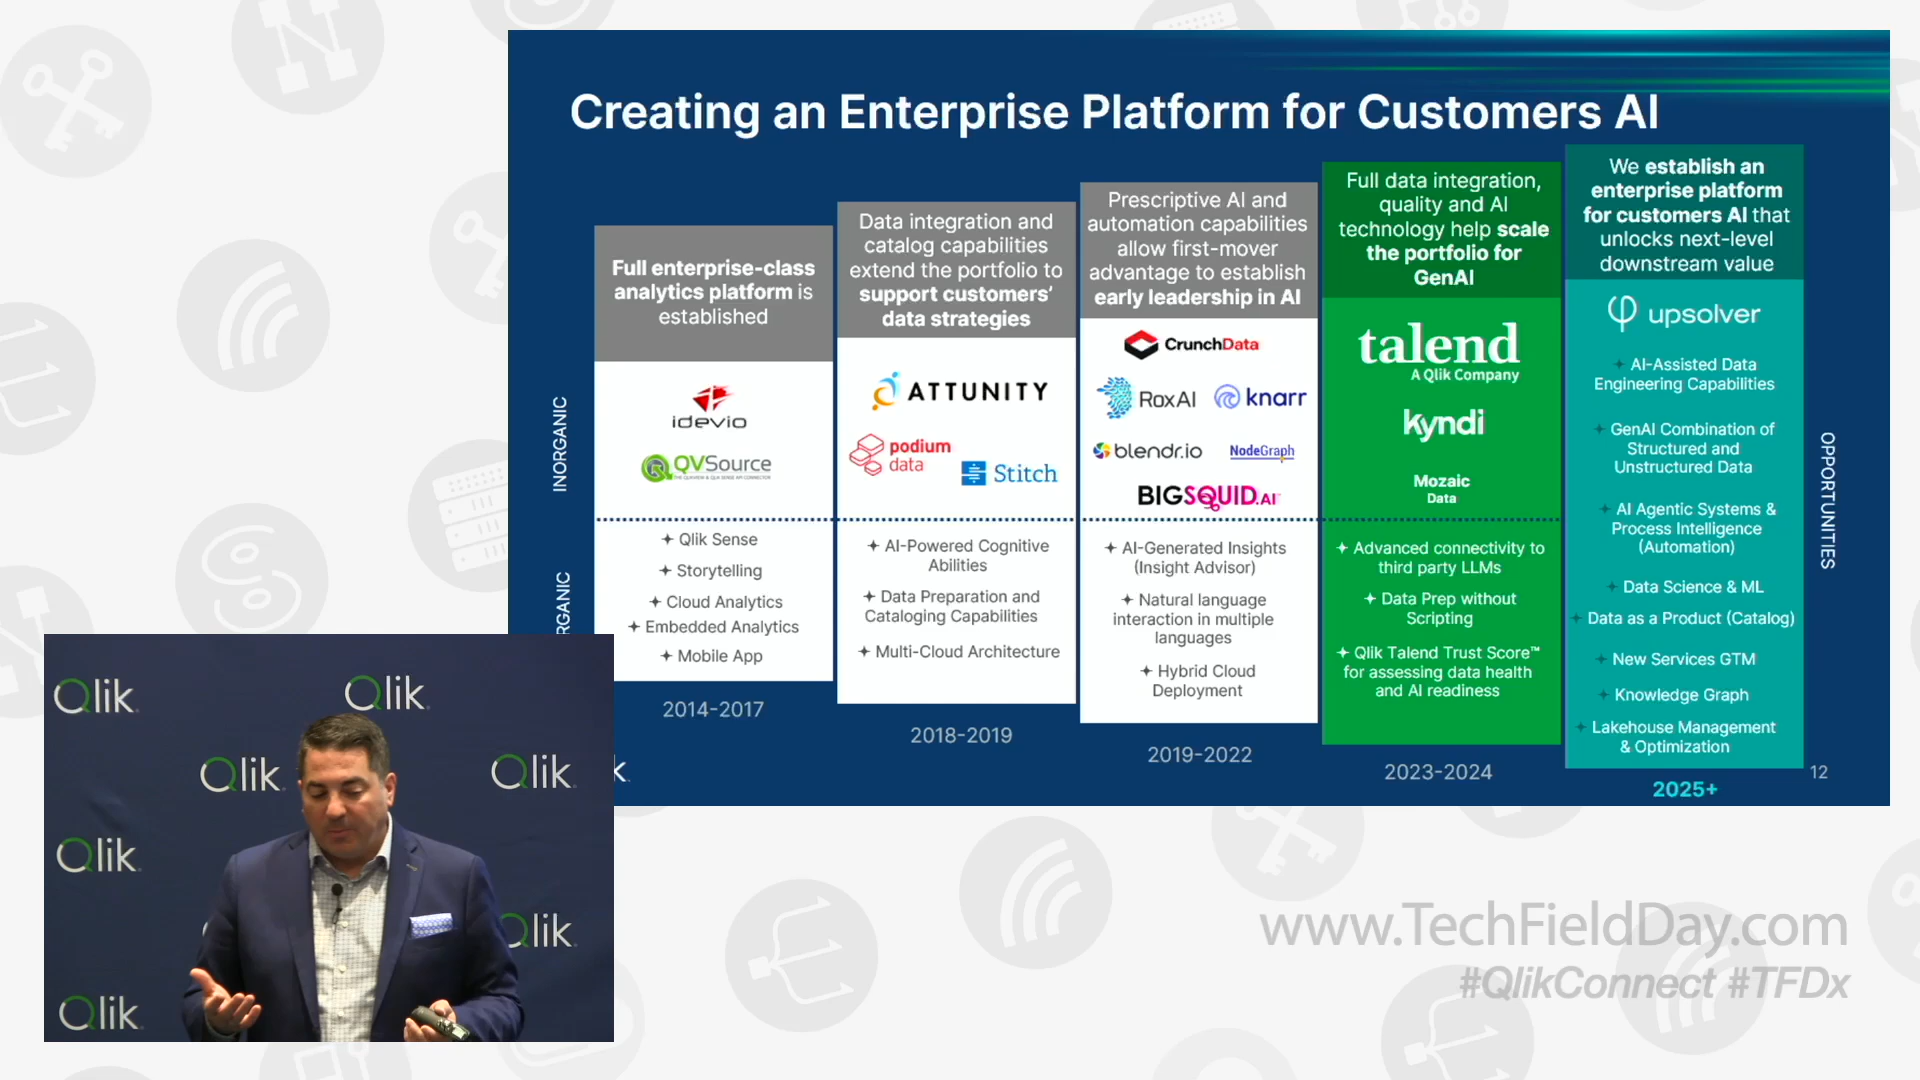 Creating an Enterprise Platform for Customers AI
INORGANIC
RGANIC
Full enterprise-class
analytics platform is
established
idevio
QVSource
✦ Qlik Sense
✦ Storytelling
✦ Cloud Analytics
✦ Embedded Analytics
✦ Mobile App
2014-2017
Data integration and
catalog capabilities
extend the portfolio to
support customers'
data strategies
ATTUNITY
podium
data
Stitch
✦ AI-Powered Cognitive
Abilities
✦ Data Preparation and
Cataloging Capabilities
✦ Multi-Cloud Architecture
2018-2019
Prescriptive AI and
automation capabilities
allow first-mover
advantage to establish
early leadership in AI
CrunchData
RoxAI
knarr
blendr.io
NodeGraph
BIGSQUID.AI
✦ AI-Generated Insights
(Insight Advisor)
✦ Natural language
interaction in multiple
languages
✦ Hybrid Cloud
Deployment
2019-2022
Full data integration,
quality and AI
technology help scale
the portfolio for
GenAI
talend
A Qlik Company
kyndi
Mozaic
Data
✦ Advanced connectivity to
third party LLMs
✦ Data Prep without
Scripting
✦ Qlik Talend Trust Score™
for assessing data health
and AI readiness
2023-2024
We establish an
enterprise platform
for customers AI that
unlocks next-level
downstream value
upsolver
✦ AI-Assisted Data
Engineering Capabilities
✦ GenAI Combination of
Structured and
Unstructured Data
✦ AI Agentic Systems &
Process Intelligence
(Automation)
✦ Data Science & ML
✦ Data as a Product (Catalog)
✦ New Services GTM
✦ Knowledge Graph
✦ Lakehouse Management
& Optimization
2025+
OPPORTUNITIES
12
k.
Qlik.
Qlik.
Qlik.
Qlik.
Qlik.
Qlik.
Qlik.
www.TechFieldDay.com
#QlikConnect #TFDx